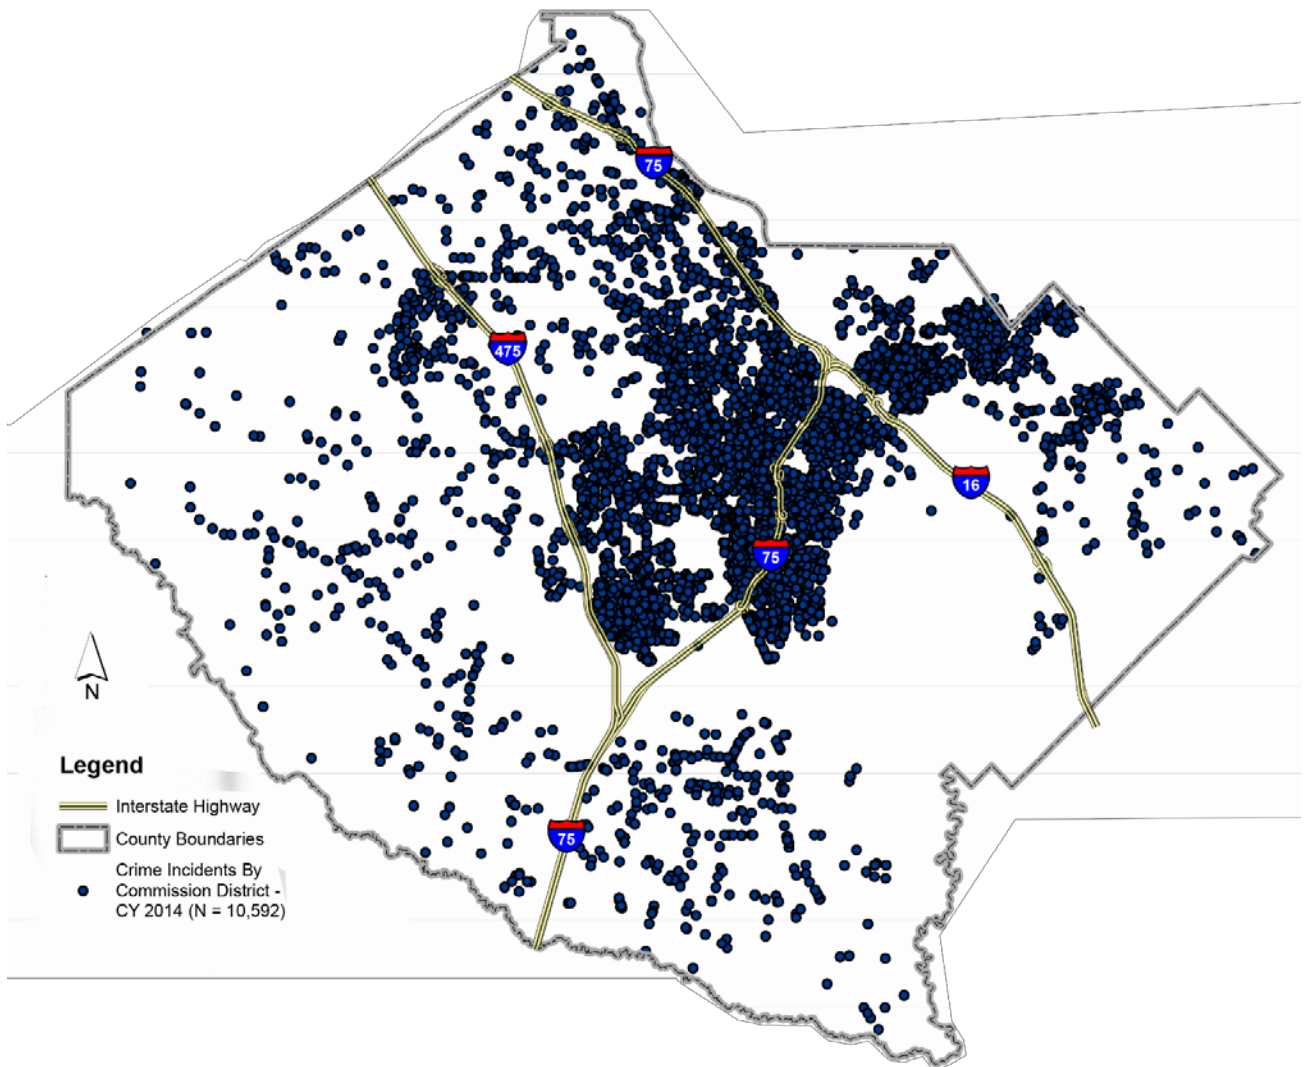 75
475
16
75
N
Legend
Interstate Highway
County Boundaries
75
Crime Incidents By
Commission District -
CY 2014 (N = 10,592)